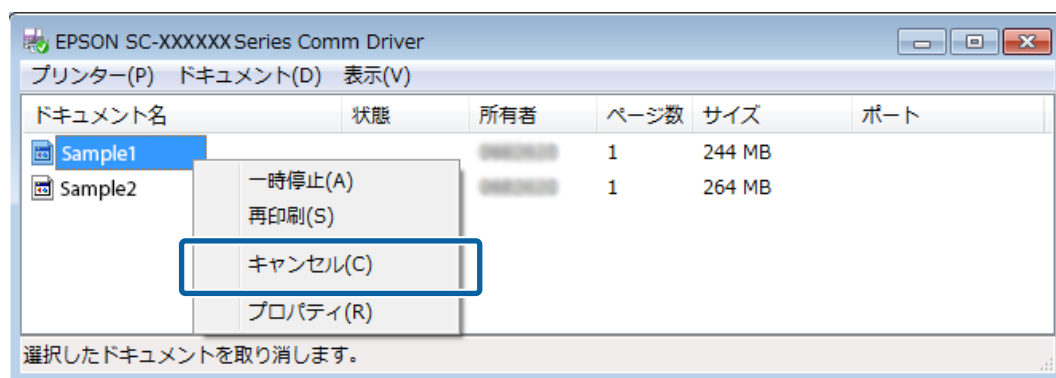 EPSON SC-XXXXXX Series Comm Driver
プリンター(P) ドキュメント(D) 表示(V)
ドキュメント名 状態 所有者 ページ数 サイズ ポート
Sample1 1 244 MB
Sample2 1 264 MB
一時停止(A)
再印刷(S)
キャンセル(C)
プロパティ(R)
選択したドキュメントを取り消します。